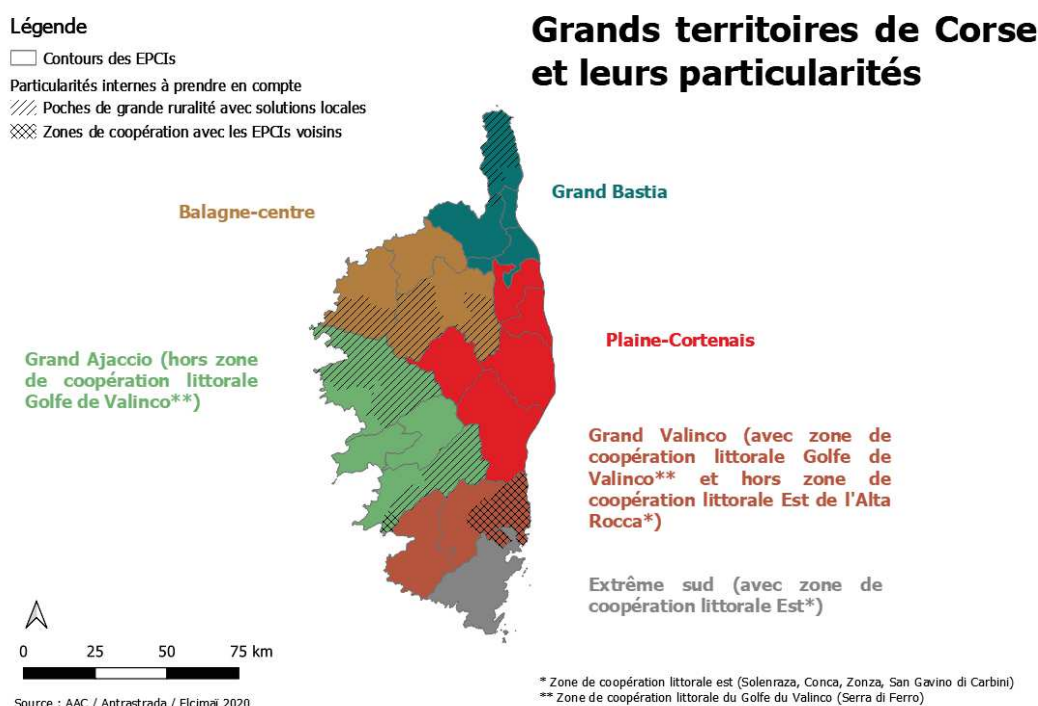 Légende
Contours des EPCIs
Particularités internes à prendre en compte
Poches de grande ruralité avec solutions locales
Zones de coopération avec les EPCIs voisins
Grands territoires de Corse
et leurs particularités
Grand Bastia
Balagne-centre
Plaine-Cortenais
Grand Ajaccio (hors zone
de coopération littorale
Golfe de Valinco**)
Grand Valinco (avec zone de
coopération littorale Golfe de
Valinco** et hors zone de
coopération littorale Est de l'Alta
Rocca*)
Extrême sud (avec zone de
coopération littorale Est*)
0 25 50 75 km
Source : AAC / Antrastrada / Elcimaï 2020
* Zone de coopération littorale est (Solenraza, Conca, Zonza, San Gavino di Carbini)
** Zone de coopération littorale du Golfe du Valinco (Serra di Ferro)